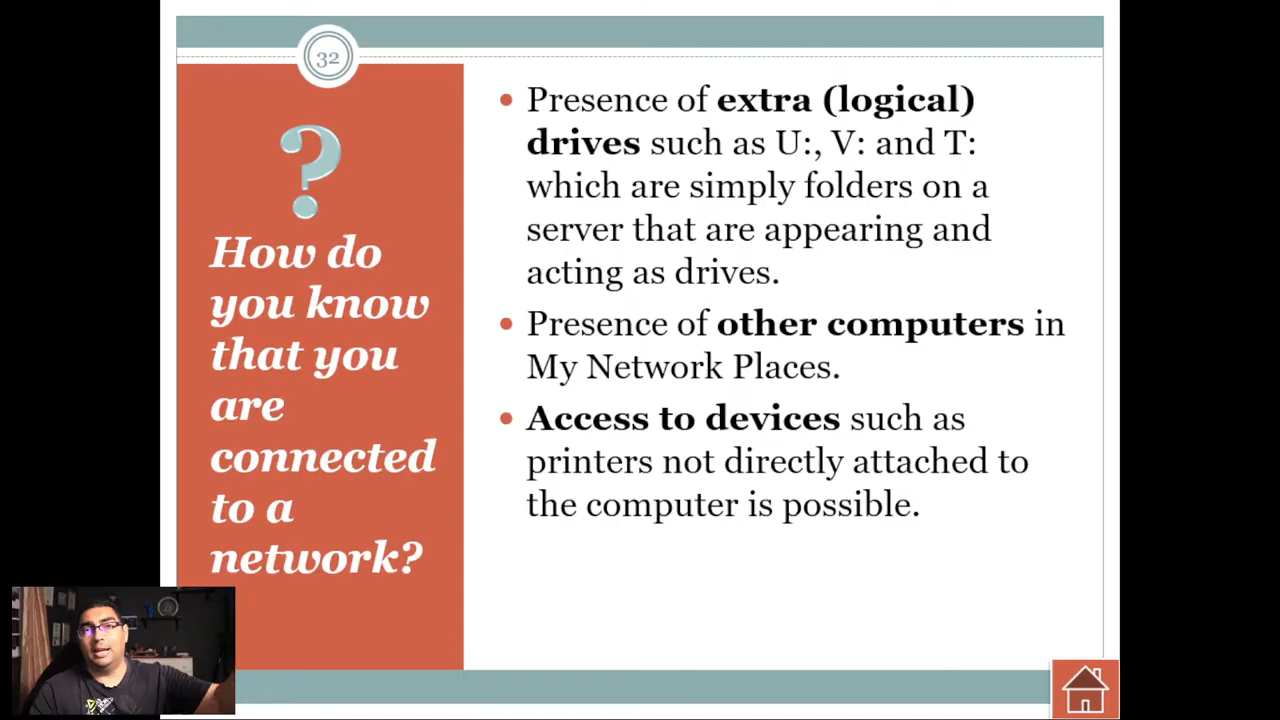 32
?
How do
you know
that you
are
connected
to a
network?
• Presence of extra (logical)
drives such as U:, V: and T:
which are simply folders on a
server that are appearing and
acting as drives.
• Presence of other computers in
My Network Places.
• Access to devices such as
printers not directly attached to
the computer is possible.